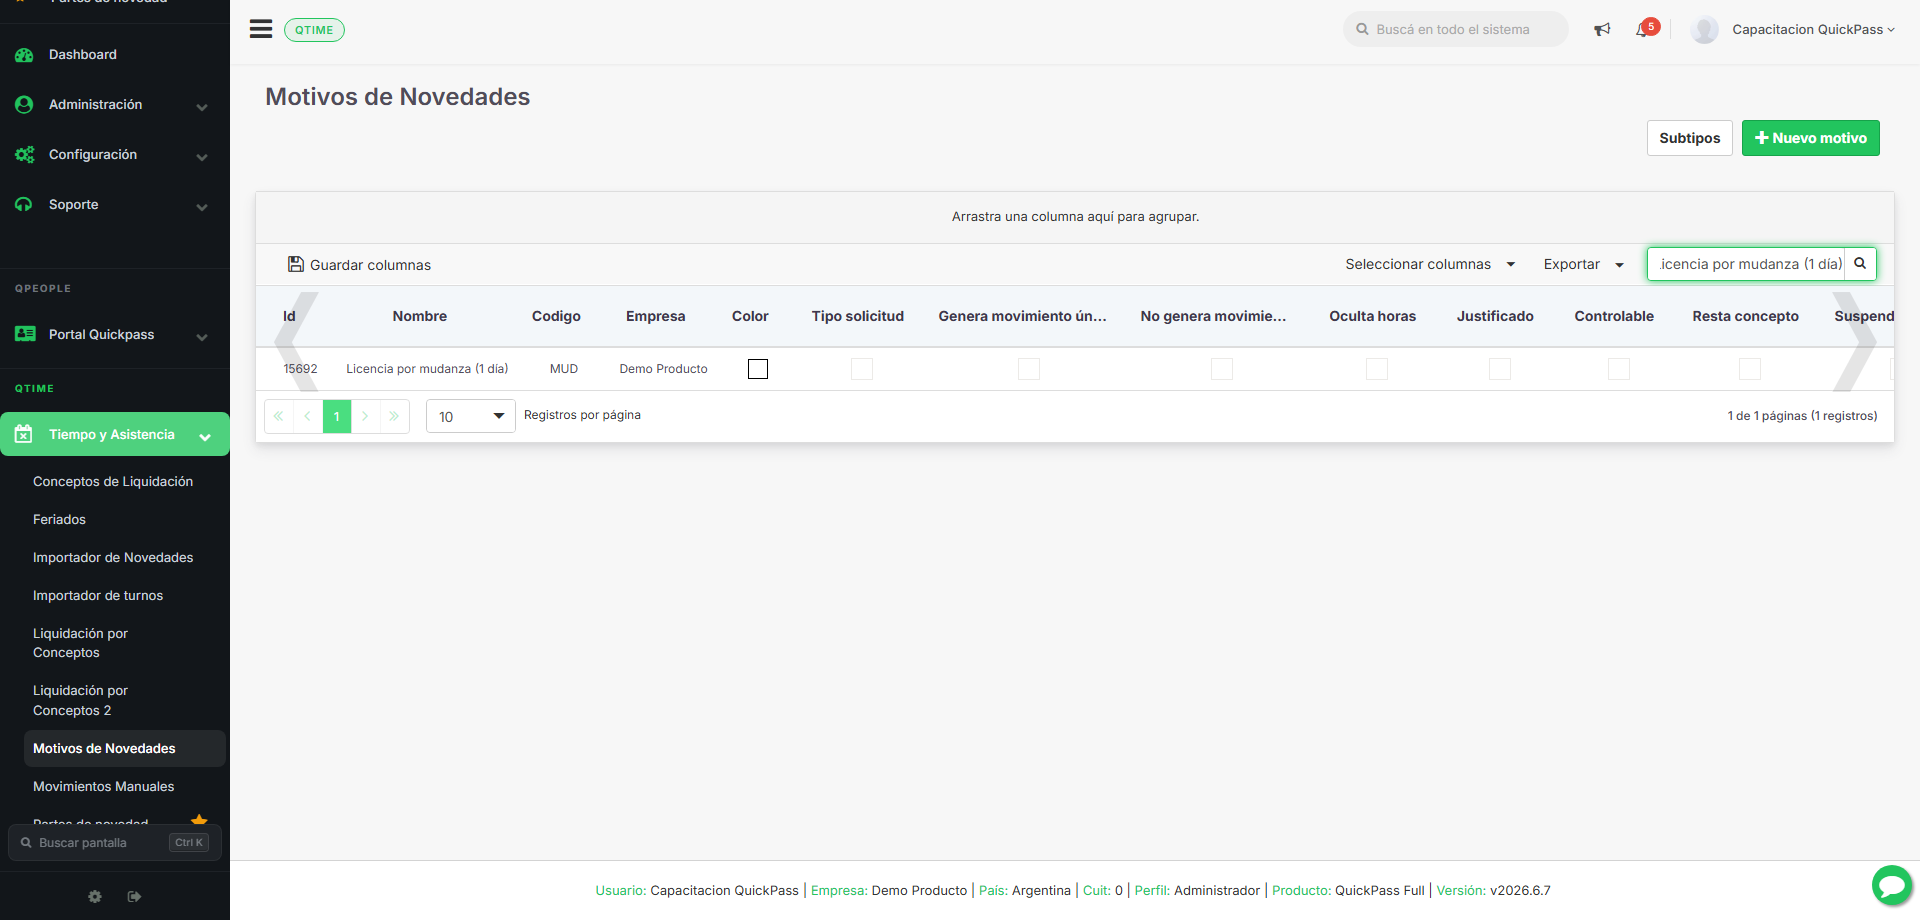 Dashboard
Administración
Configuración
Soporte
QPEOPLE
Portal Quickpass
QTIME
Tiempo y Asistencia
Conceptos de Liquidación
Feriados
Importador de Novedades
Importador de turnos
Liquidación por
Conceptos
Liquidación por
Conceptos 2
Motivos de Novedades
Movimientos Manuales
Partes de novedad
Buscar pantalla Ctrl K
QTIME
Buscá en todo el sistema
5
Capacitacion QuickPass
Motivos de Novedades
Subtipos
Nuevo motivo
Arrastra una columna aquí para agrupar.
Guardar columnas
Seleccionar columnas
Exportar
licencia por mudanza (1 día)
Id Nombre Codigo Empresa Color Tipo solicitud Genera movimiento ún... No genera movimie... Oculta horas Justificado Controlable Resta concepto Suspend
15692 Licencia por mudanza (1 día) MUD Demo Producto
« ‹ 1 › » 10 Registros por página
1 de 1 páginas (1 registros)
Usuario: Capacitacion QuickPass | Empresa: Demo Producto | País: Argentina | Cuit: 0 | Perfil: Administrador | Producto: QuickPass Full | Versión: v2026.6.7